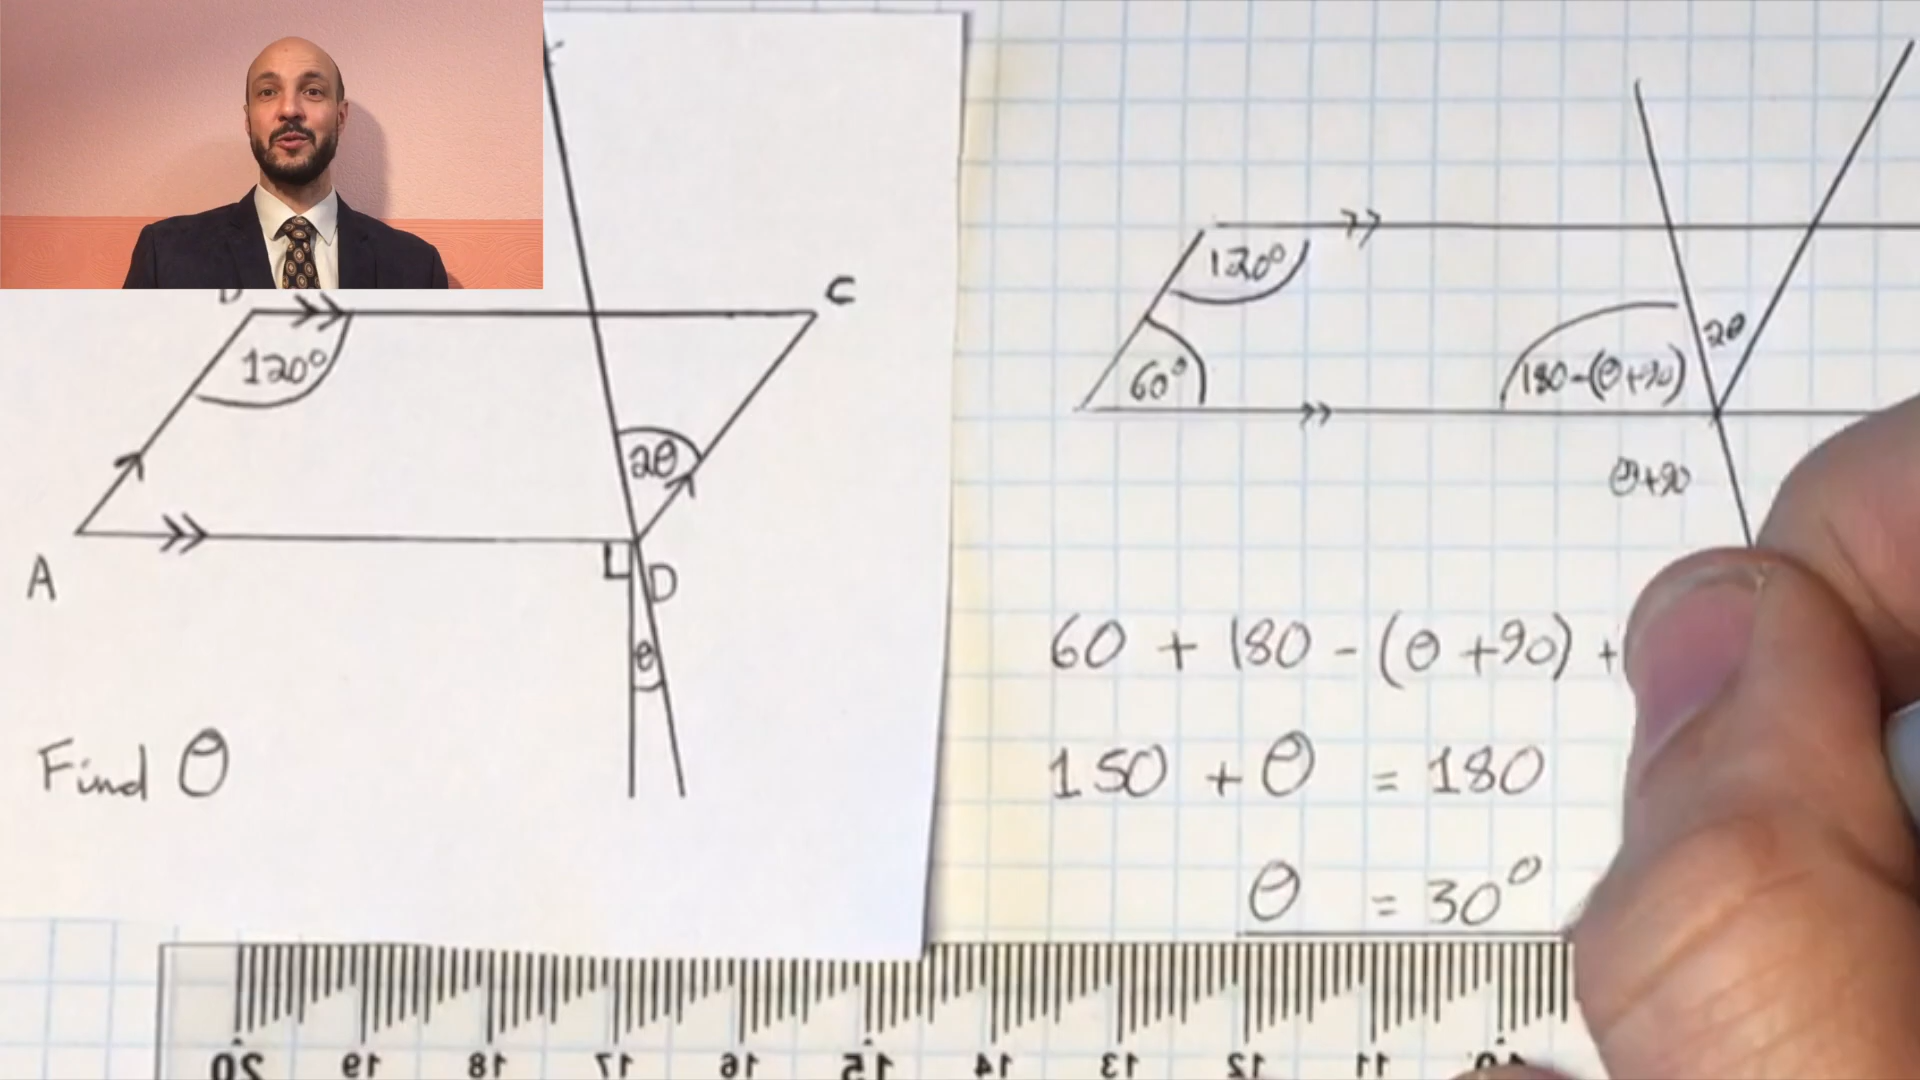 C
120°
2θ
A
D
θ
Find θ
120°
60°
180-(θ+90)
2θ
θ+90
60 + 180 - (θ +90) +
150 + θ = 180
θ = 30°
20 19 18 17 16 15 14 13 12 11